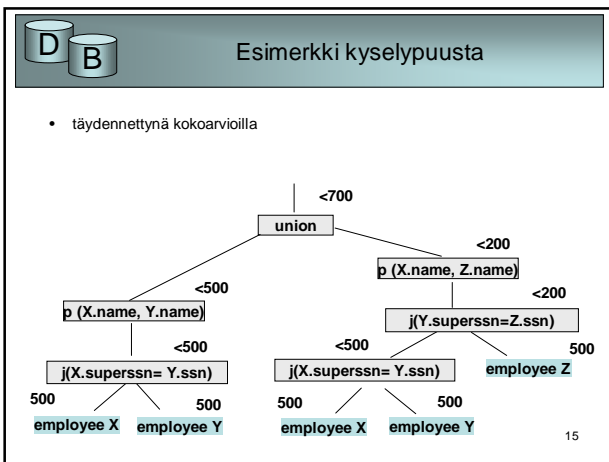 D
B
Esimerkki kyselypuusta
• täydennettynä kokoarvioilla
<700
union
<200
p (X.name, Z.name)
<500
p (X.name, Y.name)
<200
j(Y.superssn=Z.ssn)
<500
j(X.superssn= Y.ssn)
<500
j(X.superssn= Y.ssn)
500
employee Z
500
500
employee X
employee Y
500
500
employee X
employee Y
15